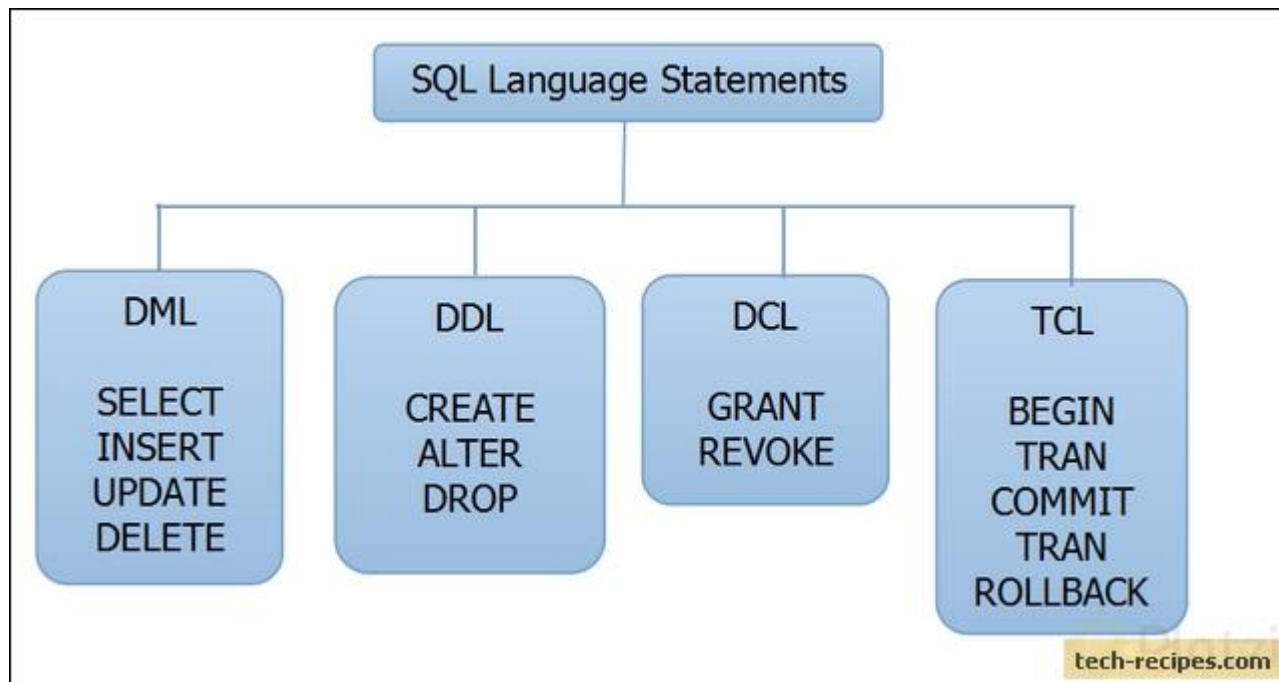 SQL Language Statements
DML
SELECT
INSERT
UPDATE
DELETE
DDL
CREATE
ALTER
DROP
DCL
GRANT
REVOKE
TCL
BEGIN
TRAN
COMMIT
TRAN
ROLLBACK
Platzi
tech-recipes.com